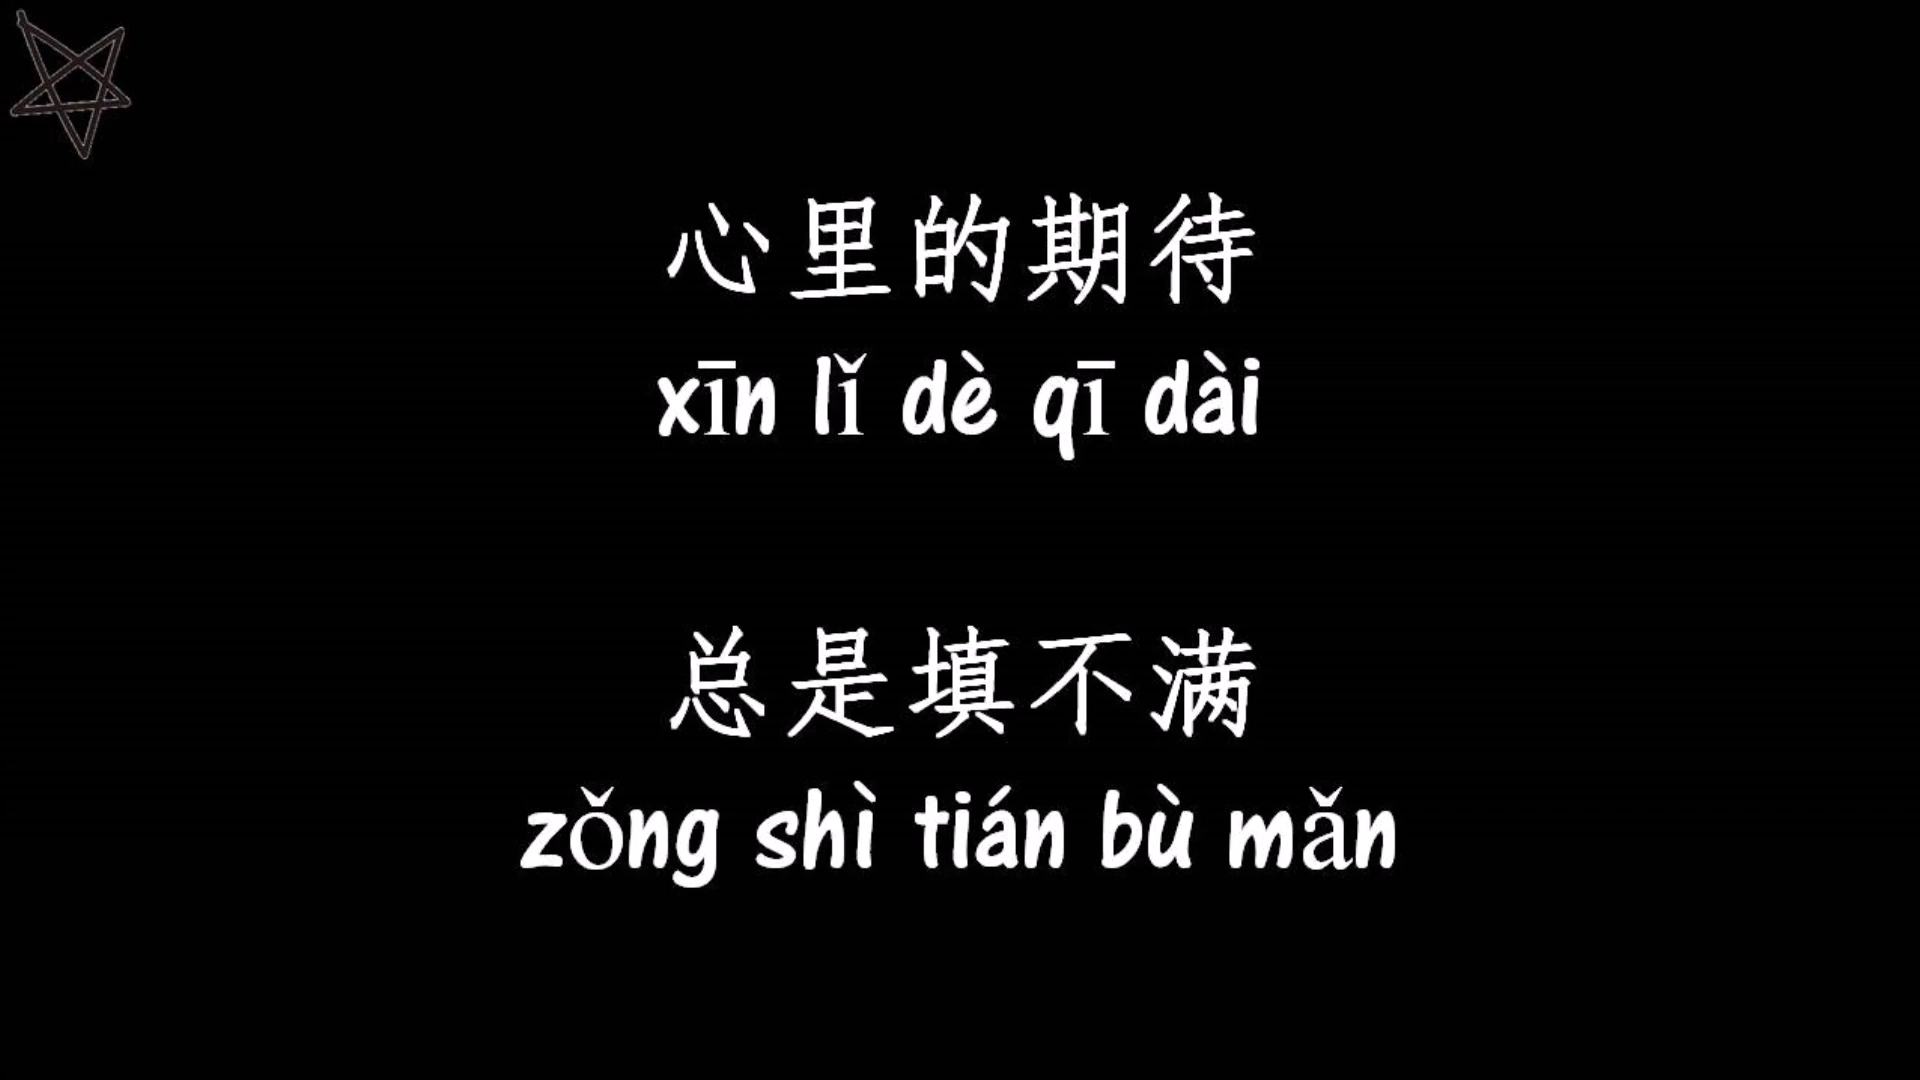 心里的期待
xīn lǐ dè qī dài
总是填不满
zǒng shì tián bù mǎn